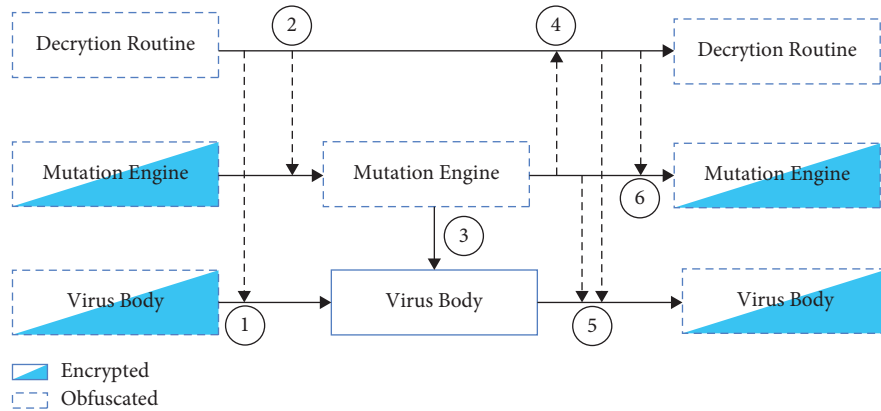 2
4
Decrytion Routine
Decrytion Routine
Mutation Engine
Mutation Engine
Mutation Engine
6
3
Virus Body
Virus Body
Virus Body
1
5
Encrypted
Obfuscated